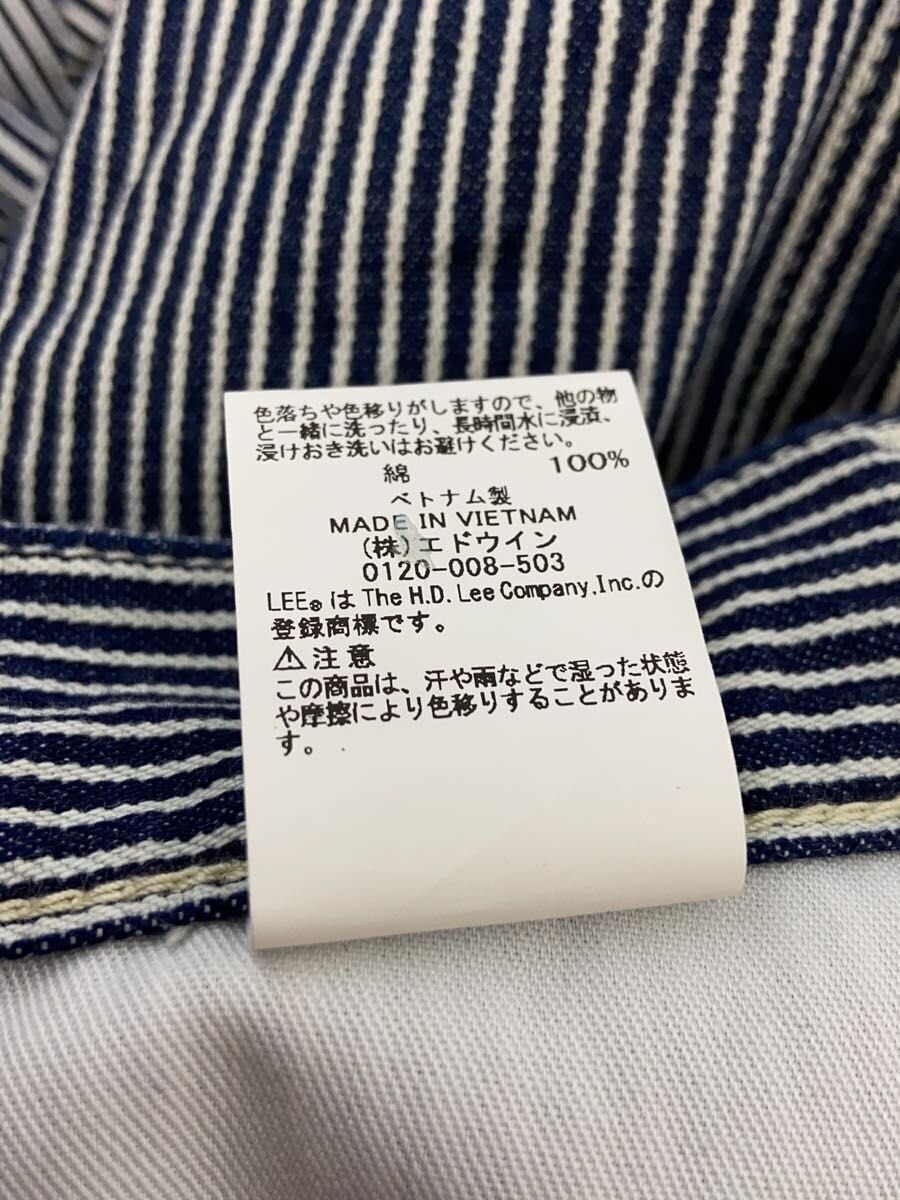 色落ちや色移りがしますので、他の物
と一緒に洗ったり、長時間水に浸漬、
浸けおき洗いはお避けください。
綿 100%
ベトナム製
MADE IN VIETNAM
(株)エドウイン
0120-008-503
LEE® は The H.D. Lee Company,Inc.の
登録商標です。
⚠注意
この商品は、汗や雨などで湿った状態
や摩擦により色移りすることがありま
す。